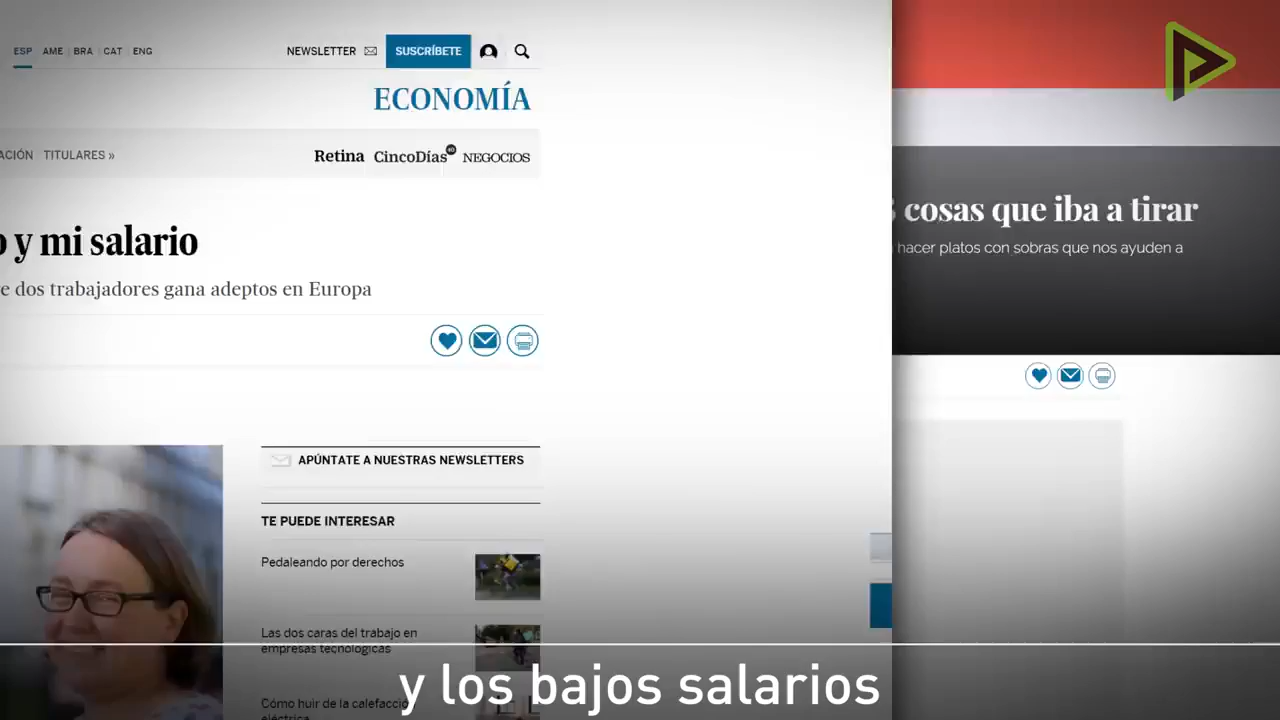 ESP AME BRA CAT ENG
NEWSLETTER SUSCRÍBETE
ECONOMÍA
ACIÓN TITULARES »
Retina CincoDías NEGOCIOS
o y mi salario
e dos trabajadores gana adeptos en Europa
APÚNTATE A NUESTRAS NEWSLETTERS
TE PUEDE INTERESAR
Pedaleando por derechos
Las dos caras del trabajo en
empresas tecnológicas
Cómo huir de la calefacción
eléctrica
cosas que iba a tirar
hacer platos con sobras que nos ayuden a
y los bajos salarios